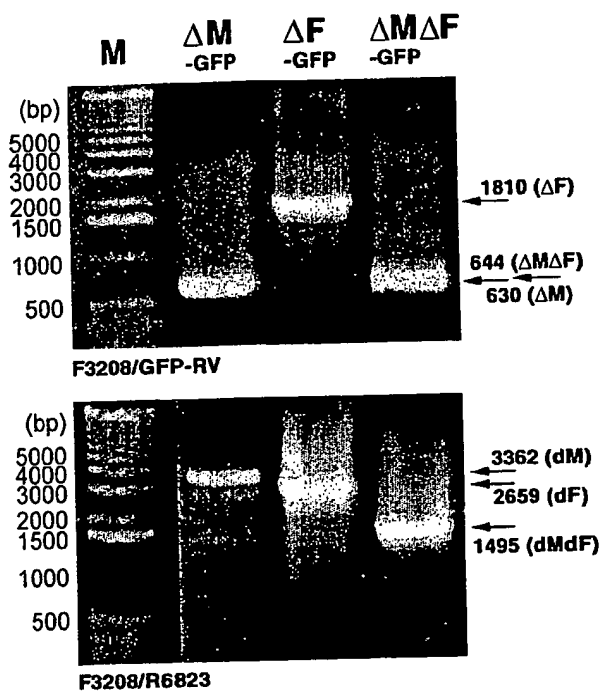 M ΔM ΔF ΔMΔF
-GFP -GFP -GFP
(bp)
5000
4000
3000
2000
1500
1000
500
1810 (ΔF)
644 (ΔMΔF)
630 (ΔM)
F3208/GFP-RV
(bp)
5000
4000
3000
2000
1500
1000
500
3362 (dM)
2659 (dF)
1495 (dMdF)
F3208/R6823